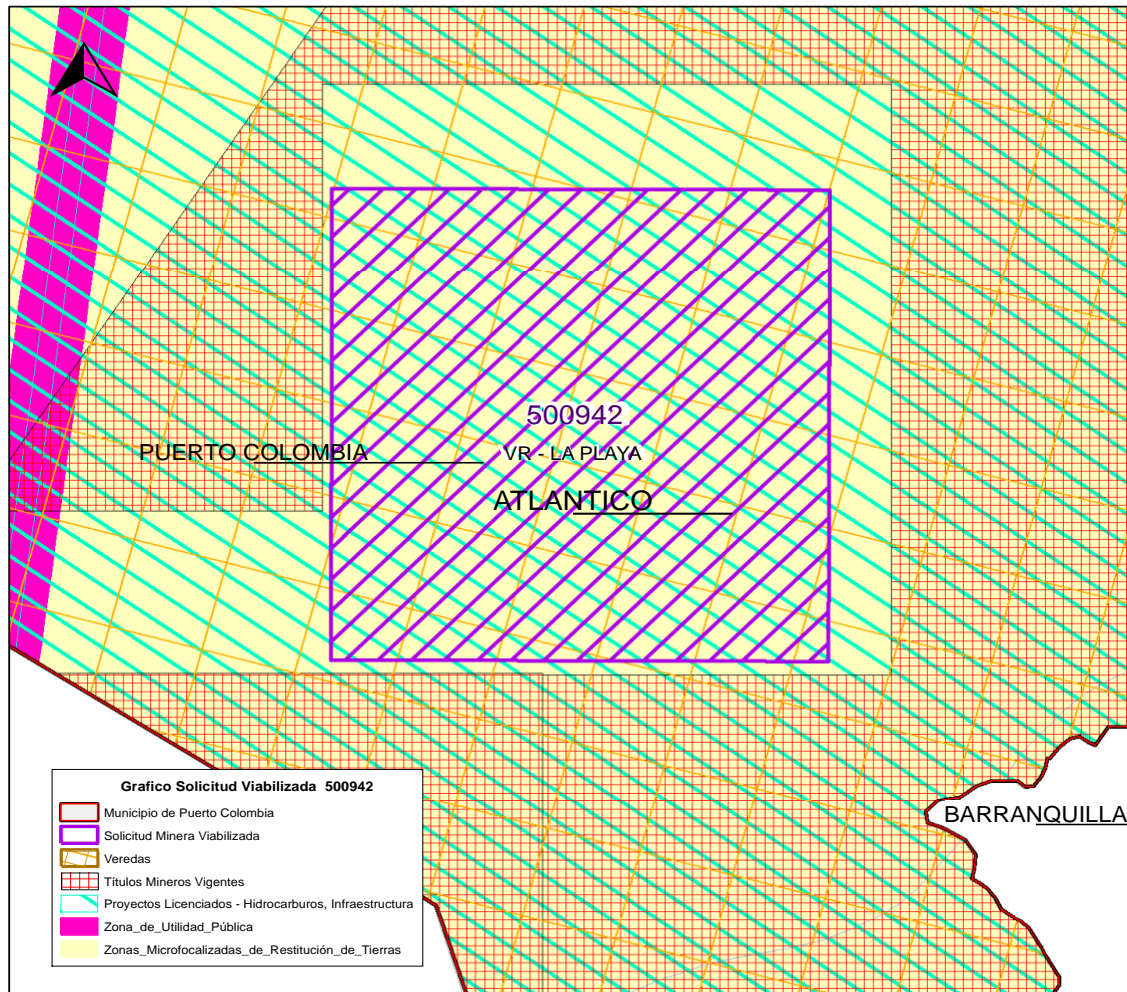 500942
PUERTO COLOMBIA
VR - LA PLAYA
ATLANTICO
BARRANQUILLA
Grafico Solicitud Viabilizada 500942
Municipio de Puerto Colombia
Solicitud Minera Viabilizada
Veredas
Títulos Mineros Vigentes
Proyectos Licenciados - Hidrocarburos, Infraestructura
Zona_de_Utilidad_Pública
Zonas_Microfocalizadas_de_Restitución_de_Tierras